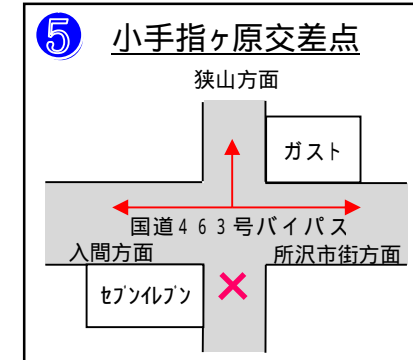 ❺ 小手指ヶ原交差点
狭山方面
ガスト
国道463号バイパス
入間方面
所沢市街方面
セブンイレブン